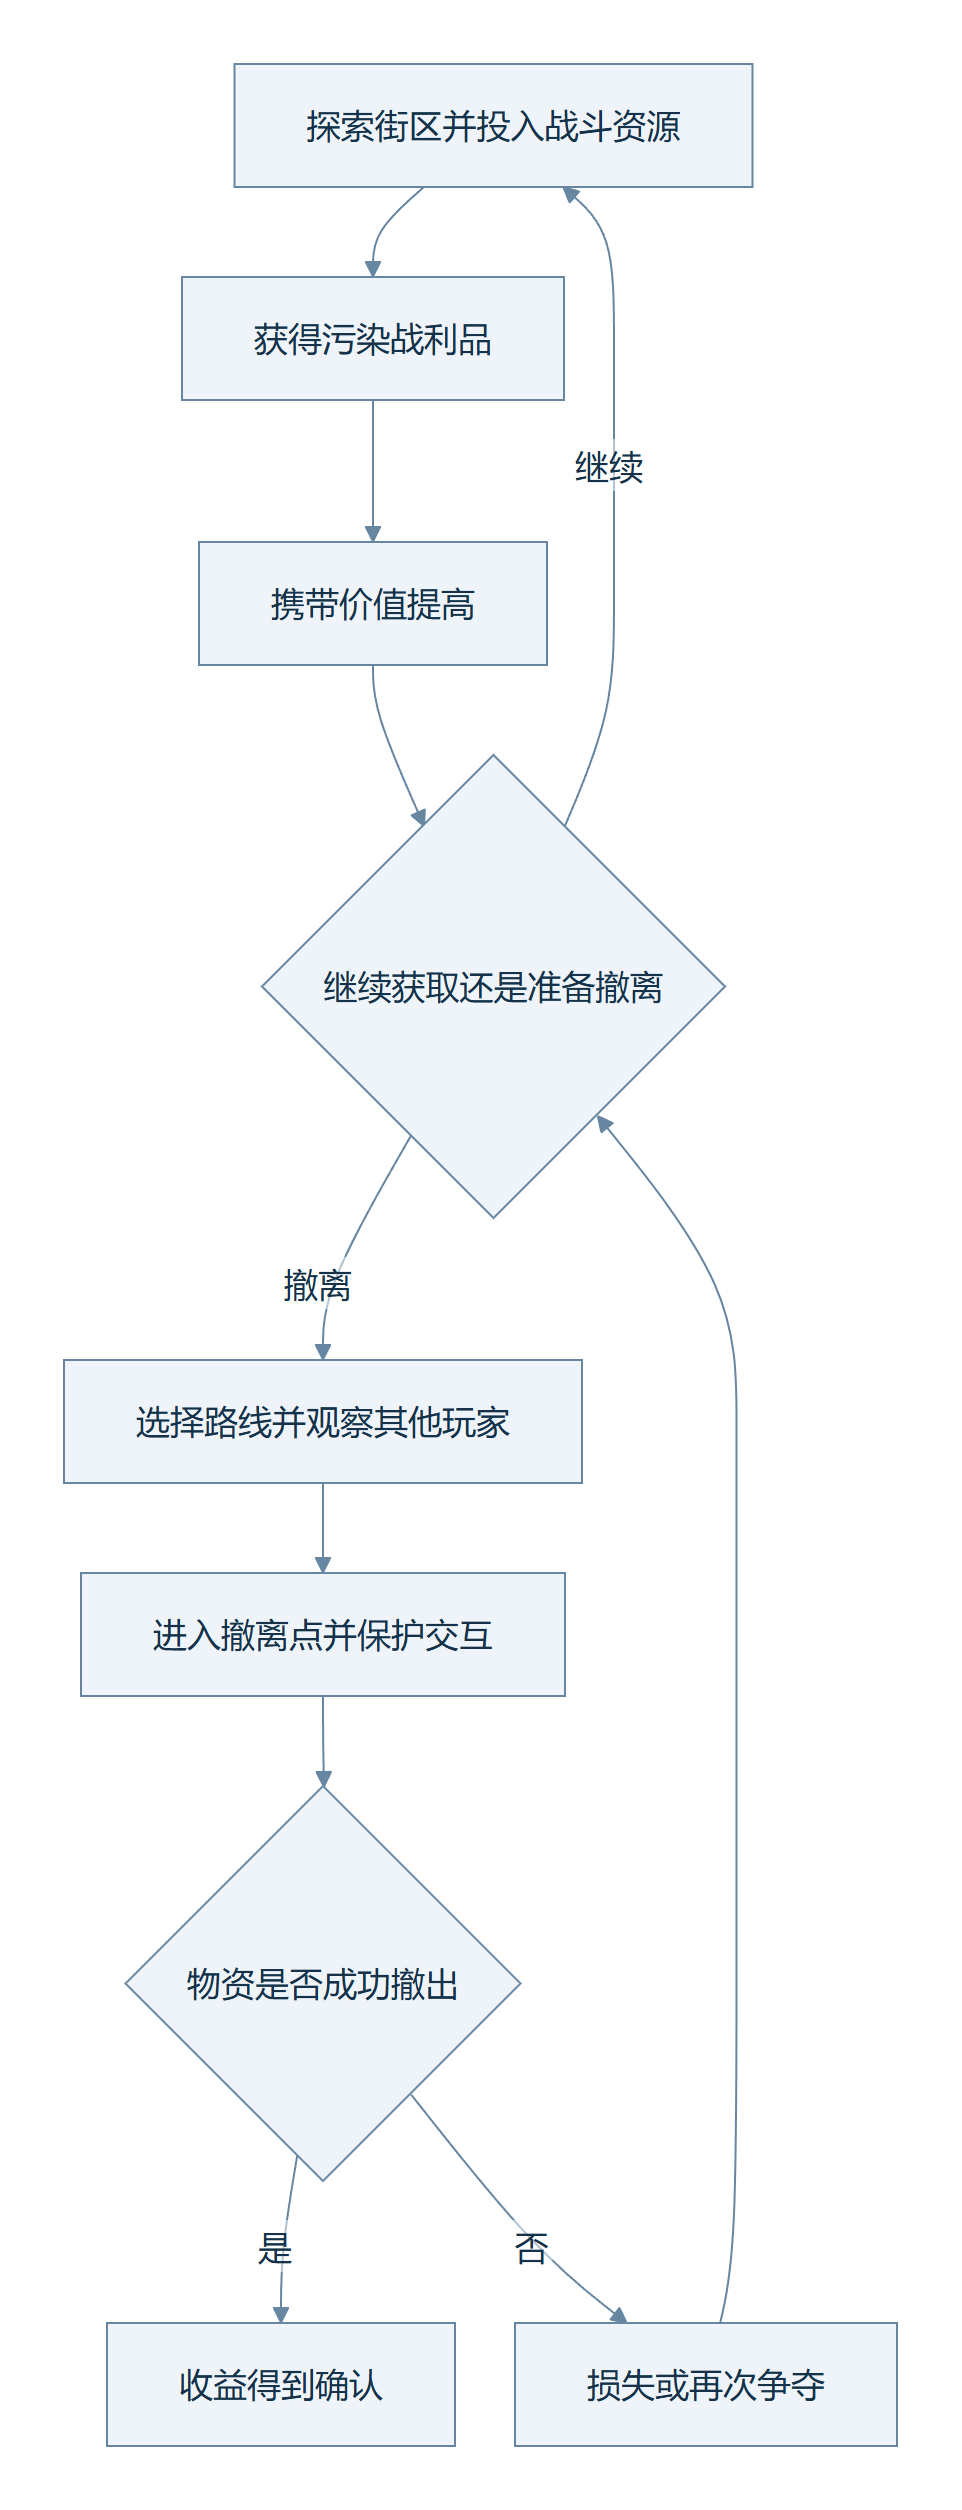 探索街区并投入战斗资源
获得污染战利品
继续
携带价值提高
继续获取还是准备撤离
撤离
选择路线并观察其他玩家
进入撤离点并保护交互
物资是否成功撤出
是
否
收益得到确认
损失或再次争夺